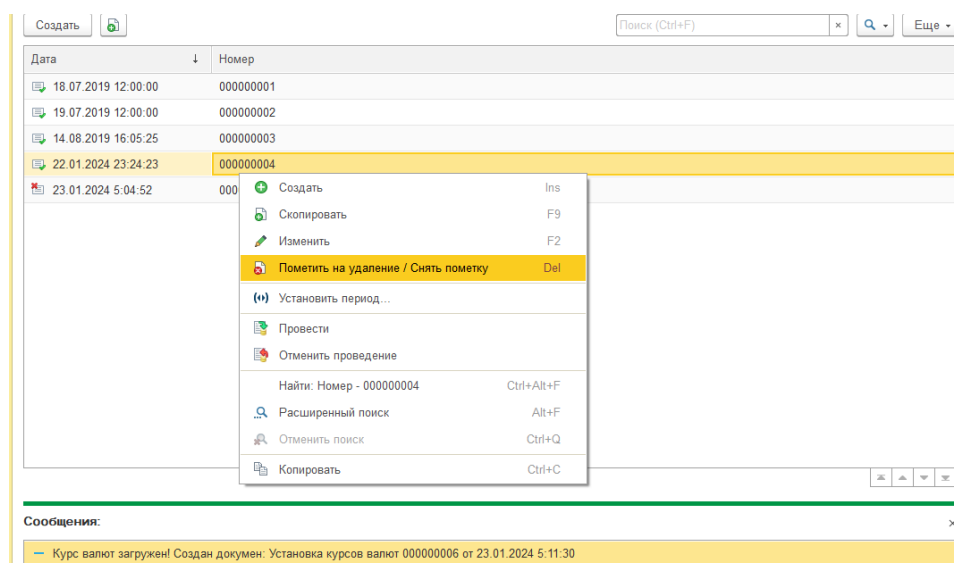 Создать
Поиск (Ctrl+F)
×
Еще
Дата ↓ Номер
18.07.2019 12:00:00 000000001
19.07.2019 12:00:00 000000002
14.08.2019 16:05:25 000000003
22.01.2024 23:24:23 000000004
23.01.2024 5:04:52 000
Создать Ins
Скопировать F9
Изменить F2
Пометить на удаление / Снять пометку Del
Установить период...
Провести
Отменить проведение
Найти: Номер - 000000004 Ctrl+Alt+F
Расширенный поиск Alt+F
Отменить поиск Ctrl+Q
Копировать Ctrl+C
Сообщения:
×
– Курс валют загружен! Создан докумен: Установка курсов валют 000000006 от 23.01.2024 5:11:30